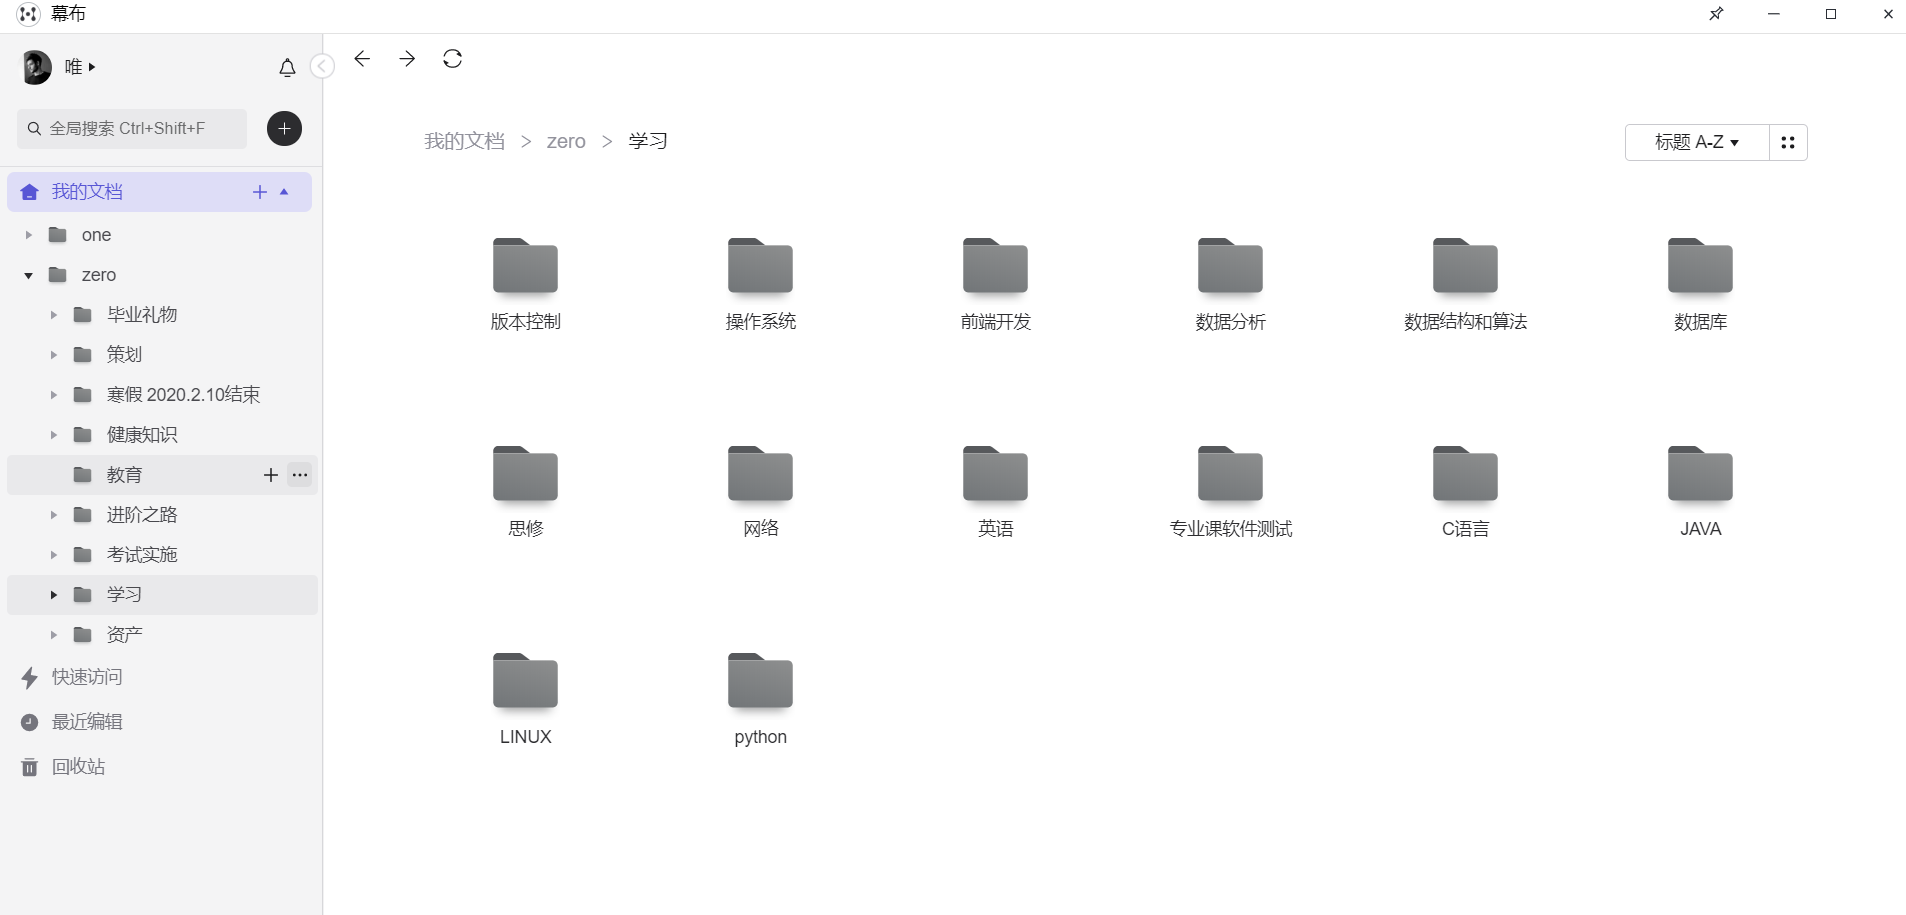 幕布
唯
全局搜索 Ctrl+Shift+F
我的文档
one
zero
毕业礼物
策划
寒假 2020.2.10结束
健康知识
教育
进阶之路
考试实施
学习
资产
快速访问
最近编辑
回收站
我的文档 > zero > 学习
标题 A-Z
版本控制
操作系统
前端开发
数据分析
数据结构和算法
数据库
思修
网络
英语
专业课软件测试
C语言
JAVA
LINUX
python